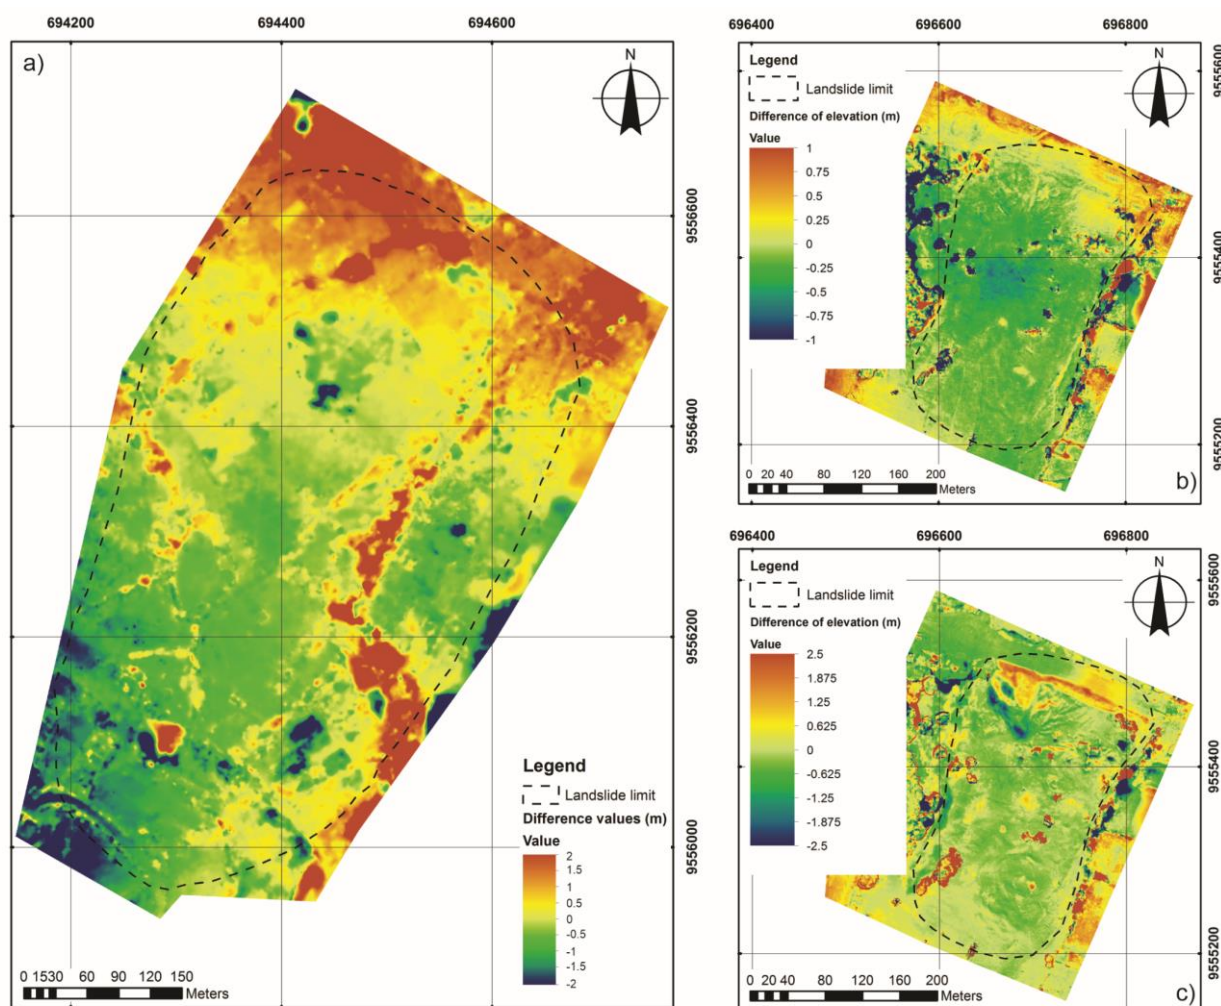 694200 694400 694600
a)
N
9556600
9556400
9556200
9556000
Legend
Landslide limit
Difference values (m)
Value
2
1.5
1
0.5
0
-0.5
-1
-1.5
-2
0 1530 60 90 120 150
Meters
696400 696600 696800
Legend
Landslide limit
Difference of elevation (m)
Value
1
0.75
0.5
0.25
0
-0.25
-0.5
-0.75
-1
N
9555600
9555400
9555200
0 20 40 80 120 160 200
Meters
b)
696400 696600 696800
Legend
Landslide limit
Difference of elevation (m)
Value
2.5
1.875
1.25
0.625
0
-0.625
-1.25
-1.875
-2.5
N
9555600
9555400
9555200
0 20 40 80 120 160 200
Meters
c)